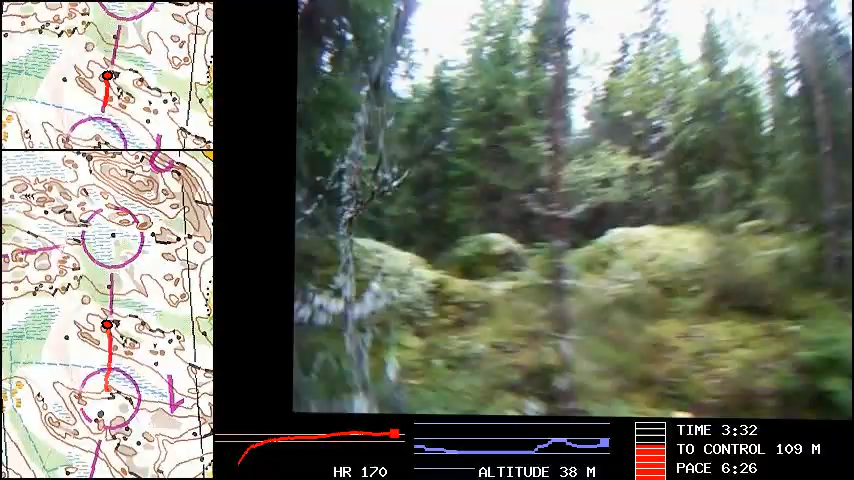 TIME 3:32
TO CONTROL 109 M
HR 170
ALTITUDE 38 M
PACE 6:26